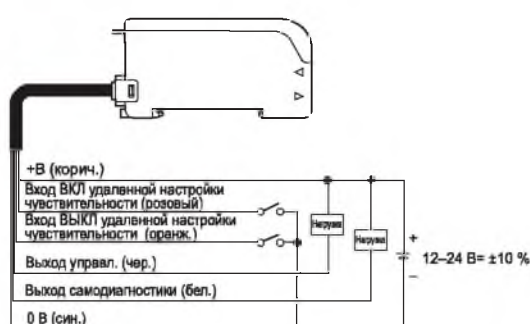 +В (корич.)
Вход ВКЛ удаленной настройки
чувствительности (розовый)
Вход ВЫКЛ удаленной настройки
чувствительности (оранж.)
Нагрузка
Нагрузка
+
12–24 В= ±10 %
–
Выход управл. (чер.)
Выход самодиагностики (бел.)
0 В (син.)